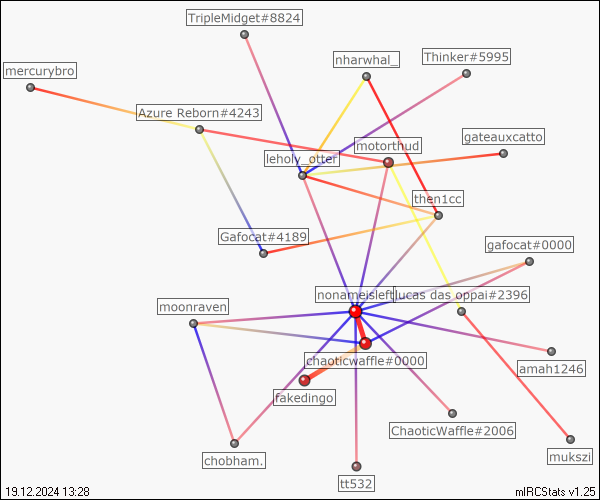 TripleMidget#8824
nharwhal_
Thinker#5995
mercurybro
Azure Reborn#4243
motorthud
gateauxcatto
leholy_otter
then1cc
Gafocat#4189
gafocat#0000
nonameisleft
lucas das oppai#2396
moonraven
chaoticwaffle#0000
amah1246
fakedingo
ChaoticWaffle#2006
chobham.
mukszi
tt532
19.12.2024 13:28
mIRCStats v1.25